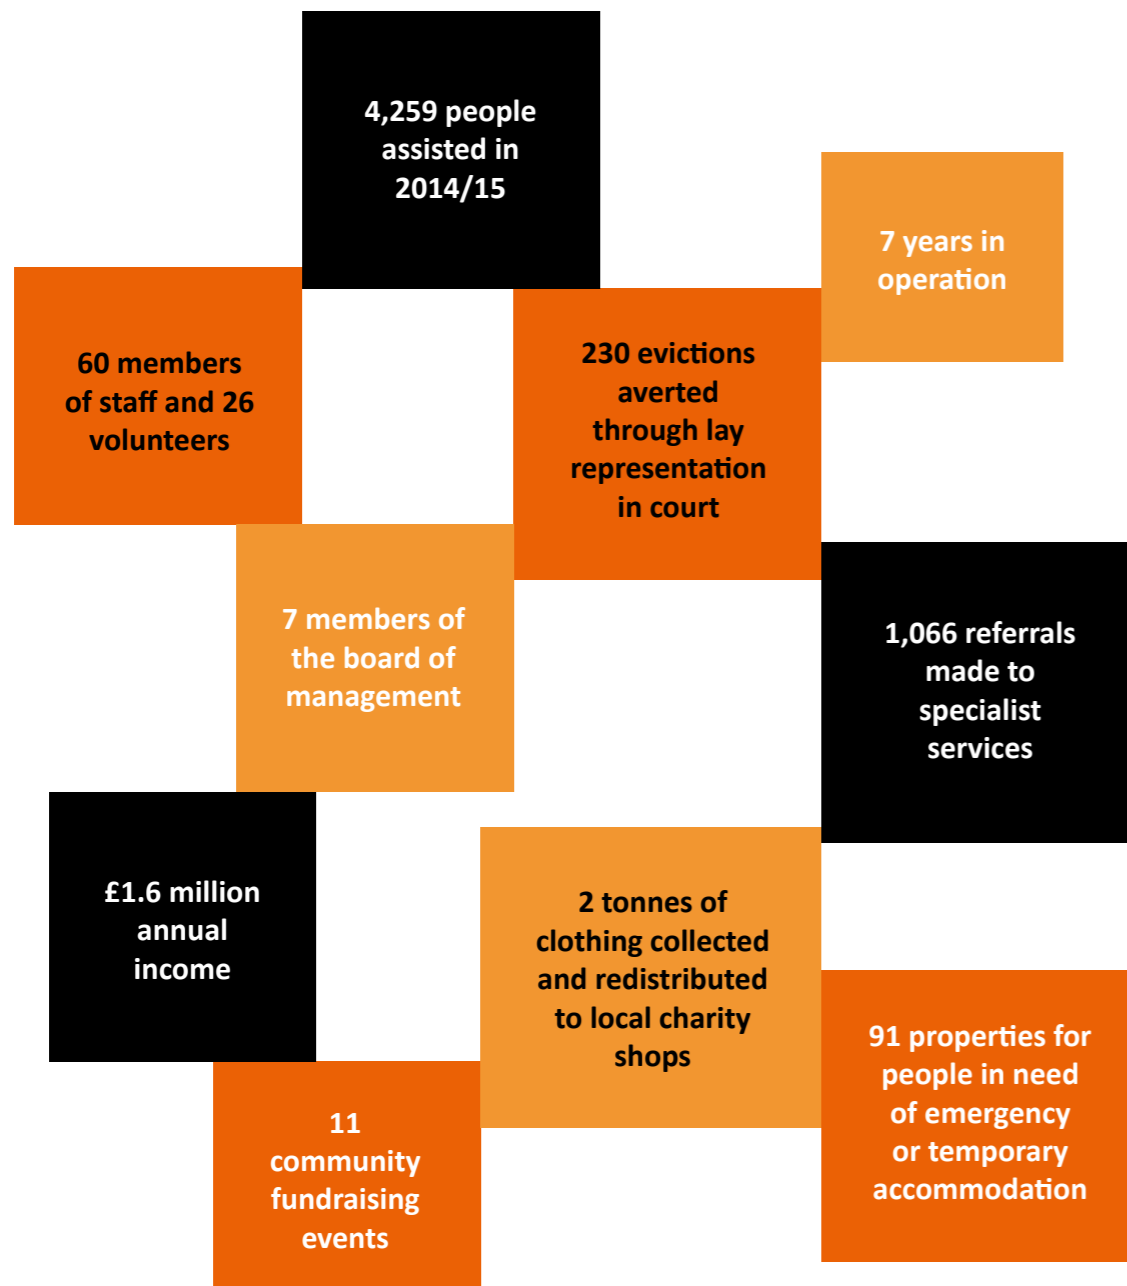 4,259 people
assisted in
2014/15
7 years in
operation
60 members
of staff and 26
volunteers
230 evictions
averted
through lay
representation
in court
7 members of
the board of
management
1,066 referrals
made to
specialist
services
£1.6 million
annual
income
2 tonnes of
clothing collected
and redistributed
to local charity
shops
91 properties for
people in need
of emergency
or temporary
accommodation
11
community
fundraising
events